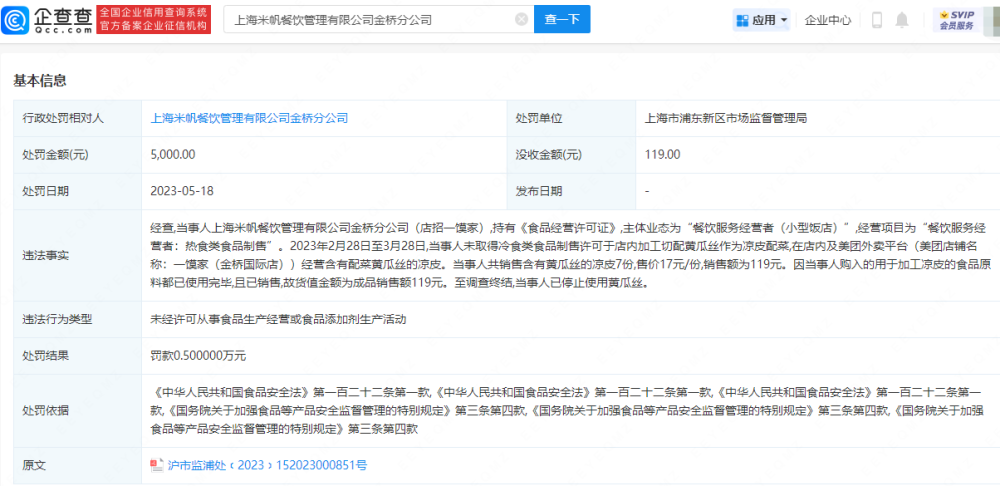 企查查
Qcc.com
全国企业信用查询系统
官方备案企业征信机构
上海米帆餐饮管理有限公司金桥分公司
查一下
应用
企业中心
SVIP
会员服务
基本信息
行政处罚相对人 上海米帆餐饮管理有限公司金桥分公司 处罚单位 上海市浦东新区市场监督管理局
处罚金额(元) 5,000.00 没收金额(元) 119.00
处罚日期 2023-05-18 发布日期 -
违法事实
经查,当事人上海米帆餐饮管理有限公司金桥分公司（店招一馍家）,持有《食品经营许可证》,主体业态为“餐饮服务经营者（小型饭店）”,经营项目为“餐饮服务经
营者：热食类食品制售”。2023年2月28日至3月28日,当事人未取得冷食类食品制售许可于店内加工切配黄瓜丝作为凉皮配菜,在店内及美团外卖平台（美团店铺名
称：一馍家（金桥国际店））经营含有配菜黄瓜丝的凉皮。当事人共销售含有黄瓜丝的凉皮7份,售价17元/份,销售额为119元。因当事人购入的用于加工凉皮的食品原
料都已使用完毕,且已销售,故货值金额为成品销售额119元。至调查终结,当事人已停止使用黄瓜丝。
违法行为类型 未经许可从事食品生产经营或食品添加剂生产活动
处罚结果 罚款0.500000万元
处罚依据
《中华人民共和国食品安全法》第一百二十二条第一款,《中华人民共和国食品安全法》第一百二十二条第一款,《中华人民共和国食品安全法》第一百二十二条第一
款,《国务院关于加强食品等产品安全监督管理的特别规定》第三条第四款,《国务院关于加强食品等产品安全监督管理的特别规定》第三条第四款,《国务院关于加强
食品等产品安全监督管理的特别规定》第三条第四款
原文 沪市监浦处﹝2023﹞152023000851号